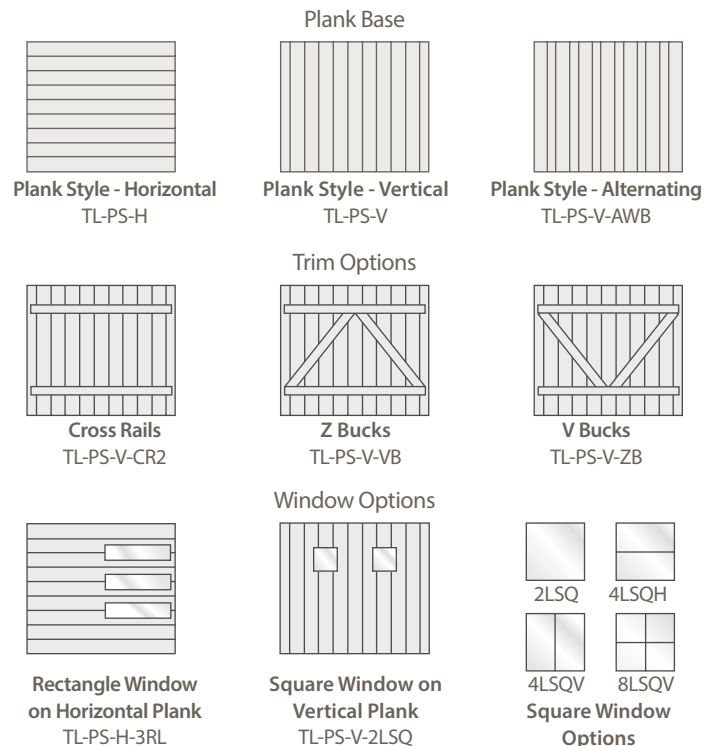 Plank Base
Plank Style - Horizontal
TL-PS-H
Plank Style - Vertical
TL-PS-V
Plank Style - Alternating
TL-PS-V-AWB
Trim Options
Cross Rails
TL-PS-V-CR2
Z Bucks
TL-PS-V-VB
V Bucks
TL-PS-V-ZB
Window Options
Rectangle Window
on Horizontal Plank
TL-PS-H-3RL
Square Window on
Vertical Plank
TL-PS-V-2LSQ
2LSQ
4LSQH
4LSQV
8LSQV
Square Window
Options